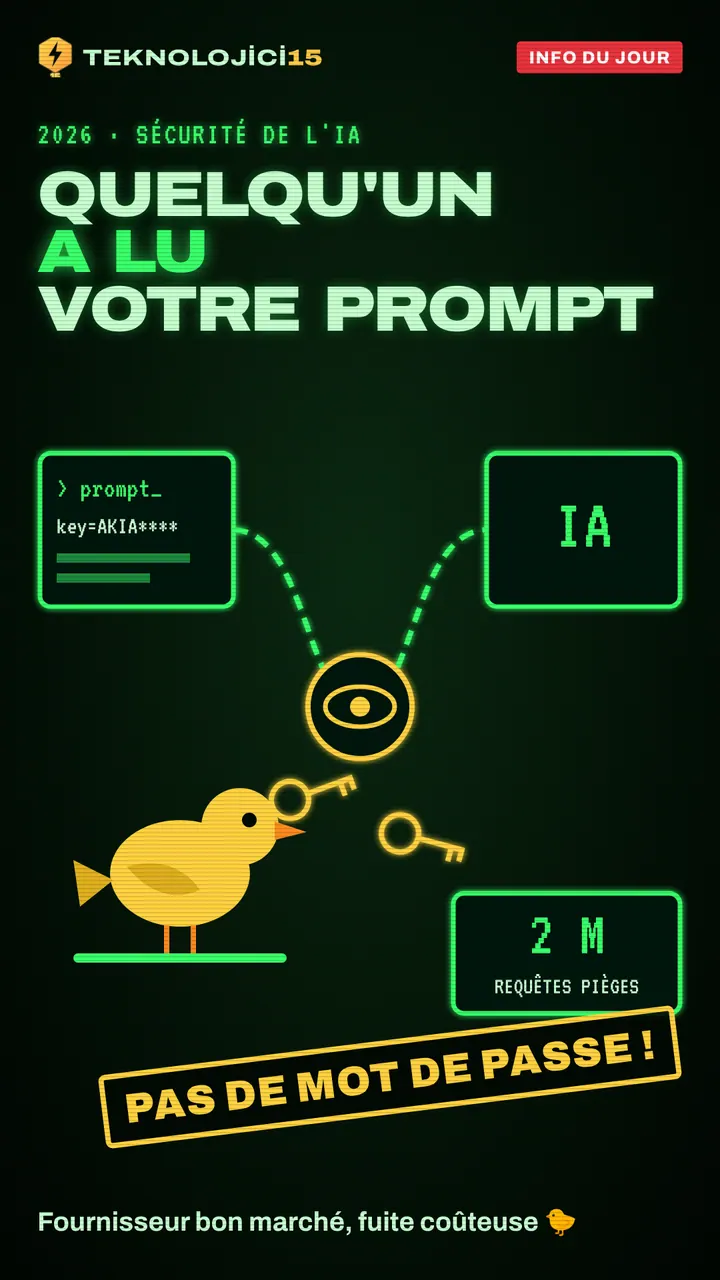 TEKNOLOJİCİ15
INFO DU JOUR
2026 · SÉCURITÉ DE L'IA
QUELQU'UN
A LU
VOTRE PROMPT
> prompt_
key=AKIA****
IA
2 M
REQUÊTES PIÈGES
PAS DE MOT DE PASSE !
Fournisseur bon marché, fuite coûteuse 🐤